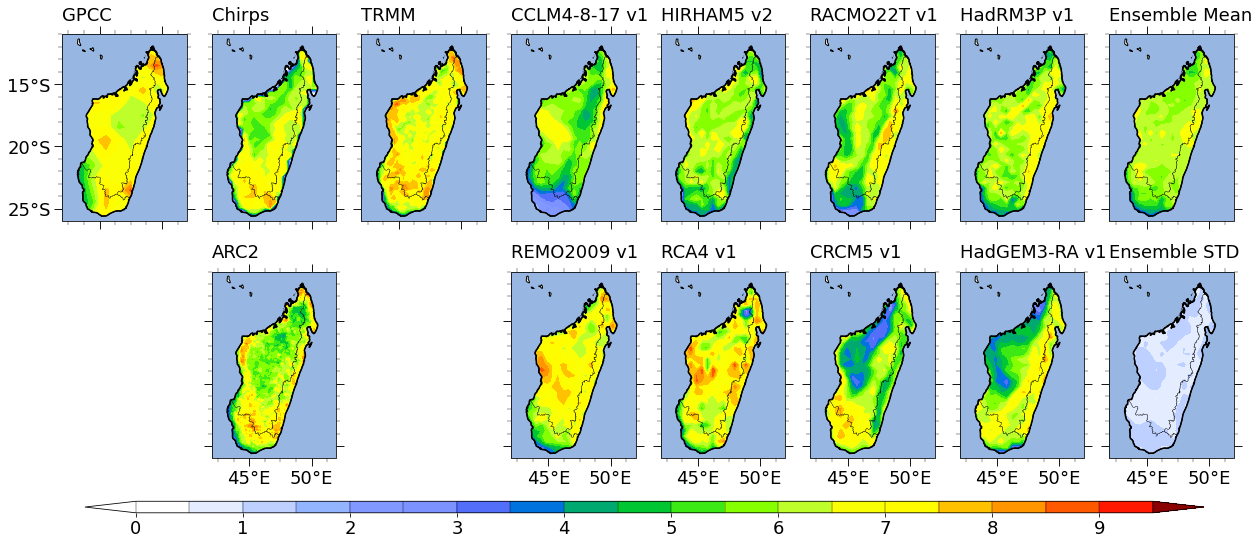 GPCC Chirps TRMM CCLM4-8-17 v1 HIRHAM5 v2 RACMO22T v1 HadRM3P v1 Ensemble Mean
15°S
20°S
25°S
ARC2 REMO2009 v1 RCA4 v1 CRCM5 v1 HadGEM3-RA v1 Ensemble STD
45°E 50°E 45°E 50°E 45°E 50°E 45°E 50°E 45°E 50°E 45°E 50°E
0 1 2 3 4 5 6 7 8 9